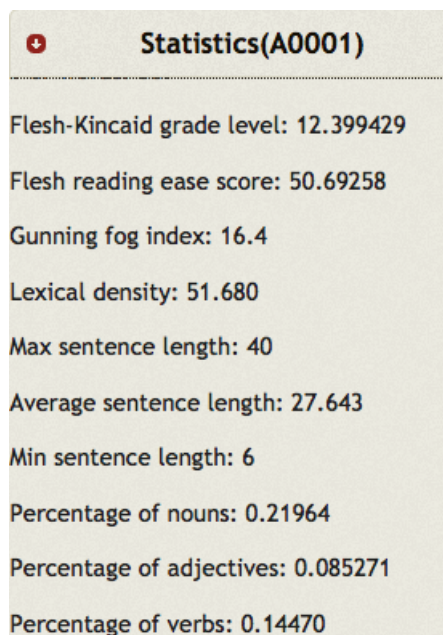 Statistics(A0001)
Flesh-Kincaid grade level: 12.399429
Flesh reading ease score: 50.69258
Gunning fog index: 16.4
Lexical density: 51.680
Max sentence length: 40
Average sentence length: 27.643
Min sentence length: 6
Percentage of nouns: 0.21964
Percentage of adjectives: 0.085271
Percentage of verbs: 0.14470